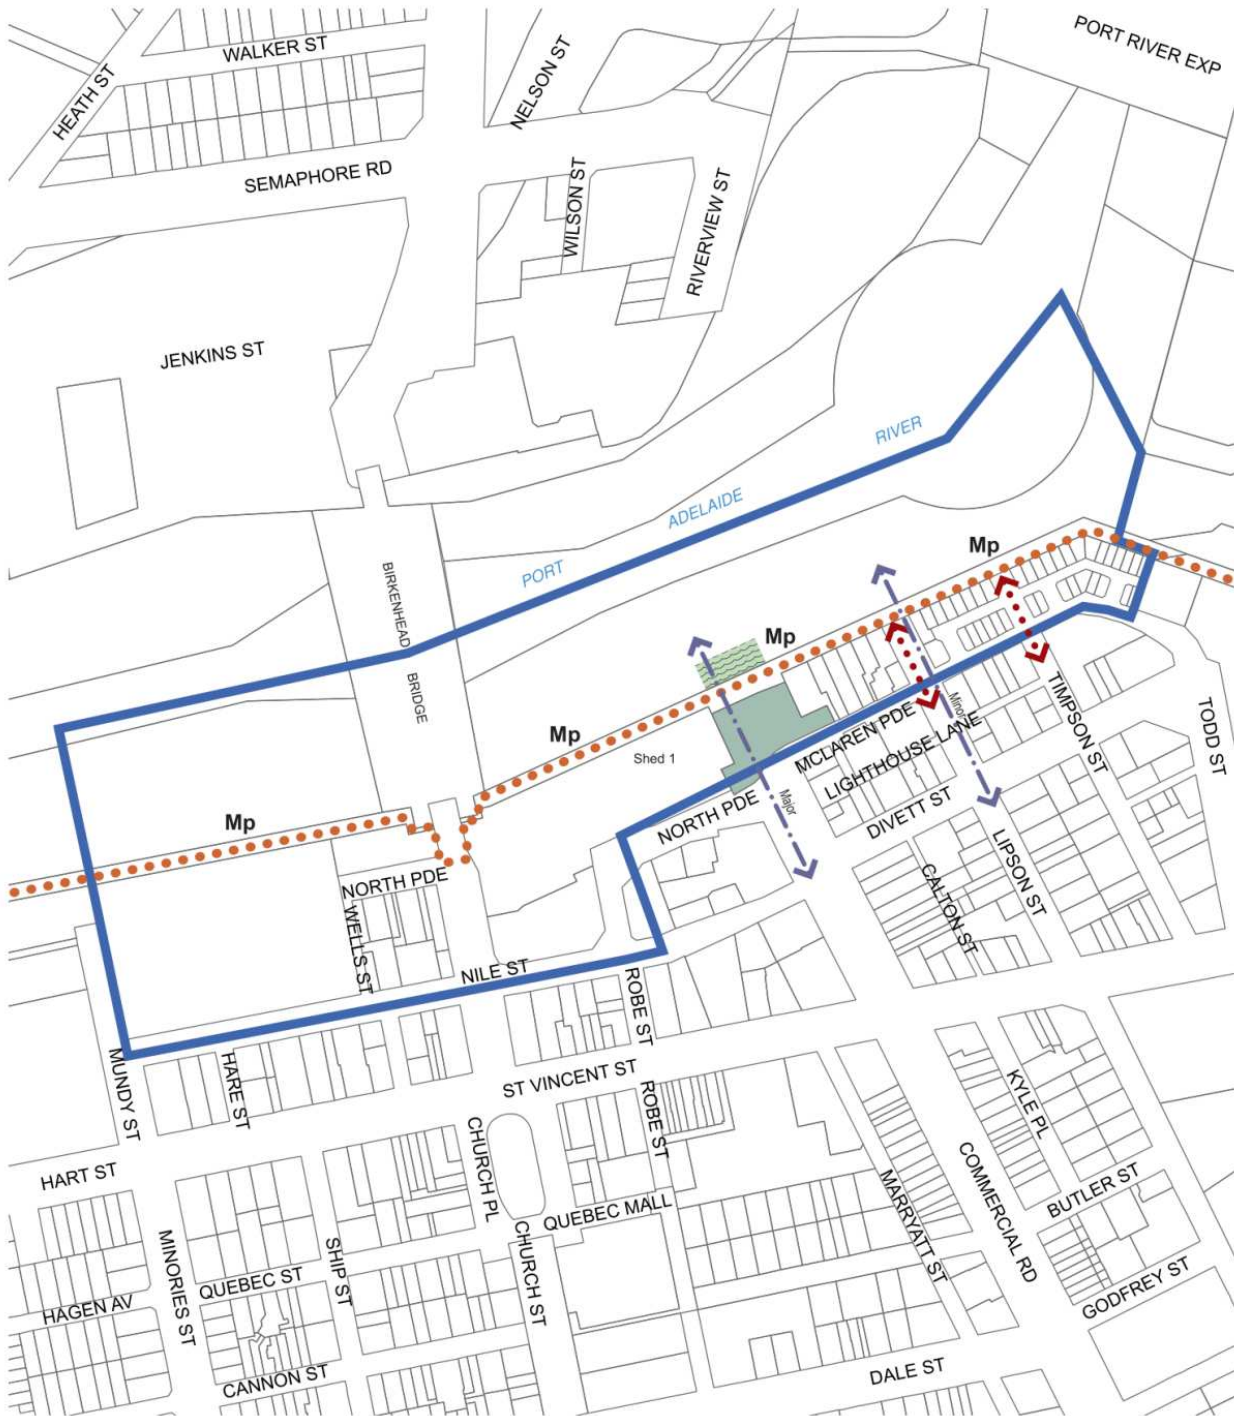 PORT RIVER EXP
WALKER ST
NELSON ST
HEATH ST
SEMAPHORE RD
WILSON ST
RIVERVIEW ST
JENKINS ST
RIVER
ADELAIDE
PORT
BIRKENHEAD
BRIDGE
Mp
Mp
Mp
Mp
Shed 1
Major
Minor
MCLAREN PDE
LIGHTHOUSE LANE
TIMPSON ST
TODD ST
NORTH PDE
DIVETT ST
LIPSON ST
CALTON ST
NORTH PDE
WELLS ST
NILE ST
ROBE ST
MUNDY ST
HARE ST
ST VINCENT ST
ROBE ST
KYLE PL
HART ST
CHURCH PL
QUEBEC MALL
MARRYATT ST
COMMERCIAL RD
BUTLER ST
MINORIES ST
SHIP ST
CHURCH ST
QUEBEC ST
HAGEN AV
GODFREY ST
CANNON ST
DALE ST